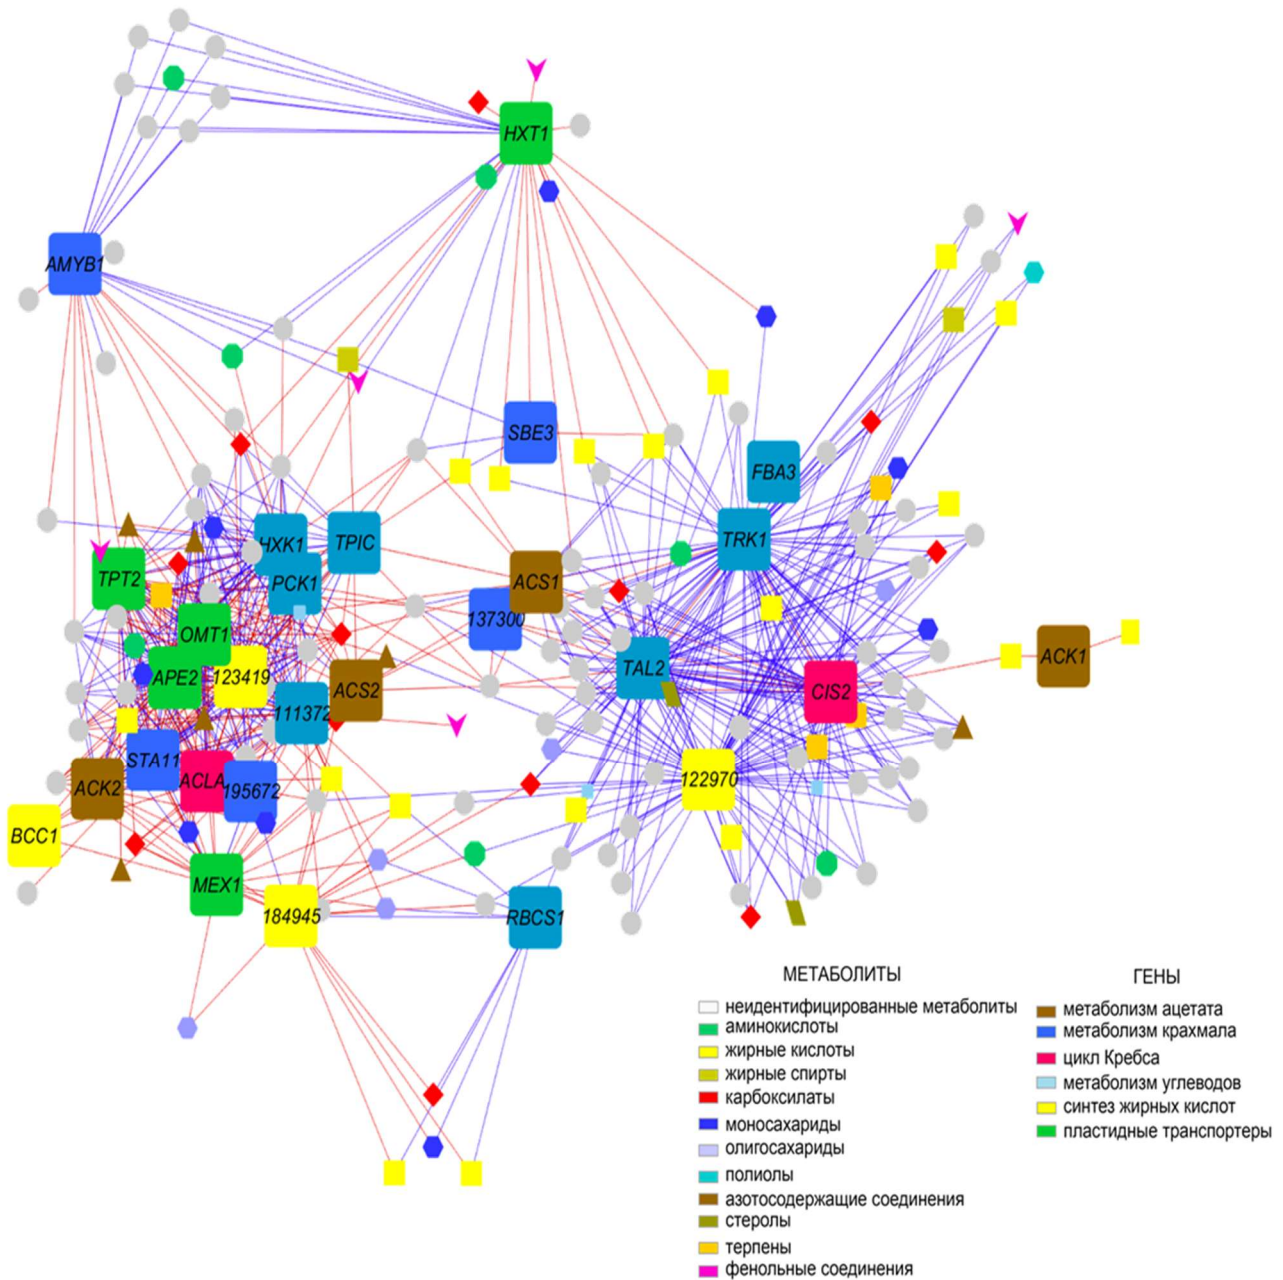 HXT1
AMYB1
SBE3
FBA3
TRK1
HXK1
TPIC
PCK1
TPT2
ACS1
137300
OMT1
APE2
123419
ACS2
111372
TAL2
CIS2
ACK1
STA11
ACLA
195672
ACK2
BCC1
122970
MEX1
184945
RBCS1
МЕТАБОЛИТЫ
неидентифицированные метаболиты
аминокислоты
жирные кислоты
жирные спирты
карбоксилаты
моносахариды
олигосахариды
полиолы
азотосодержащие соединения
стеролы
терпены
фенольные соединения
ГЕНЫ
метаболизм ацетата
метаболизм крахмала
цикл Кребса
метаболизм углеводов
синтез жирных кислот
пластидные транспортеры